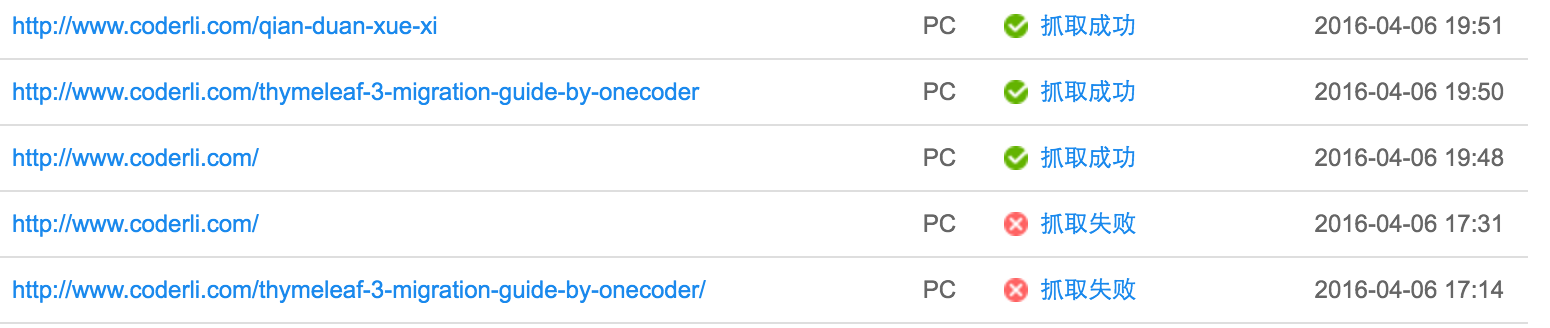 http://www.coderli.com/qian-duan-xue-xi PC 抓取成功 2016-04-06 19:51
http://www.coderli.com/thymeleaf-3-migration-guide-by-onecoder PC 抓取成功 2016-04-06 19:50
http://www.coderli.com/ PC 抓取成功 2016-04-06 19:48
http://www.coderli.com/ PC 抓取失败 2016-04-06 17:31
http://www.coderli.com/thymeleaf-3-migration-guide-by-onecoder/ PC 抓取失败 2016-04-06 17:14